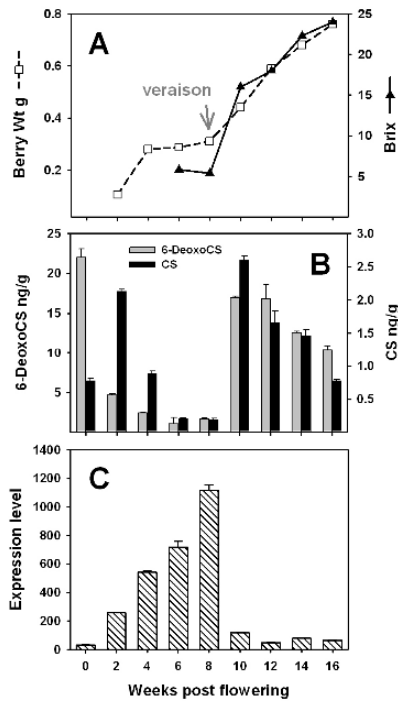 A
veraison
Berry Wt g
0.8
0.6
0.4
0.2
25
20
15
10
5
Brix
B
6-DeoxoCS
CS
6-DeoxoCS ng/g
25
20
15
10
5
3.0
2.5
2.0
1.5
1.0
0.5
CS ng/g
C
Expression level
1400
1200
1000
800
600
400
200
0
0 2 4 6 8 10 12 14 16
Weeks post flowering